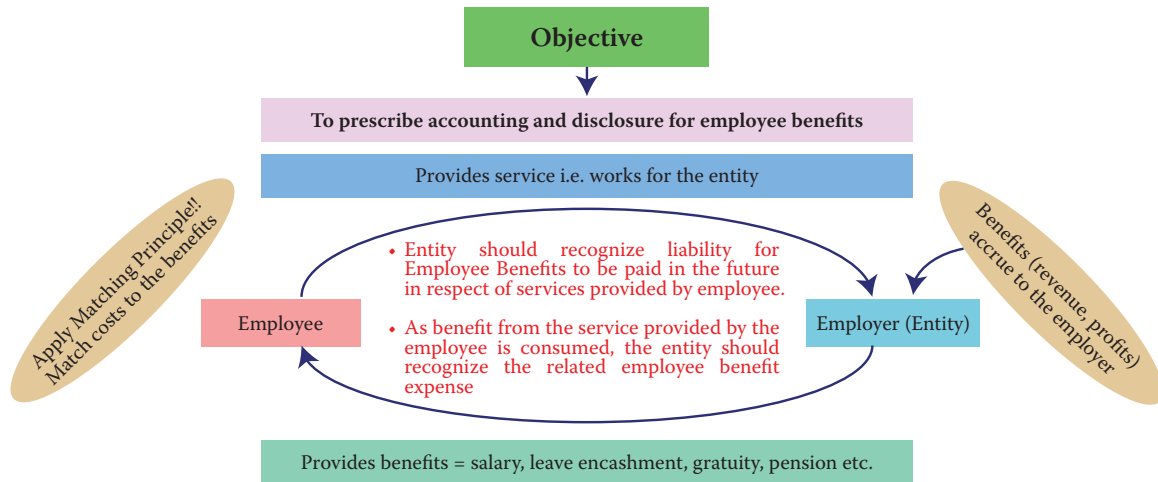 Objective
To prescribe accounting and disclosure for employee benefits
Provides service i.e. works for the entity
Apply Matching Principle!!
Match costs to the benefits
• Entity should recognize liability for
Employee Benefits to be paid in the future
in respect of services provided by employee.
• As benefit from the service provided by the
employee is consumed, the entity should
recognize the related employee benefit
expense
Employee
Employer (Entity)
Benefits (revenue, profits)
accrue to the employer
Provides benefits = salary, leave encashment, gratuity, pension etc.